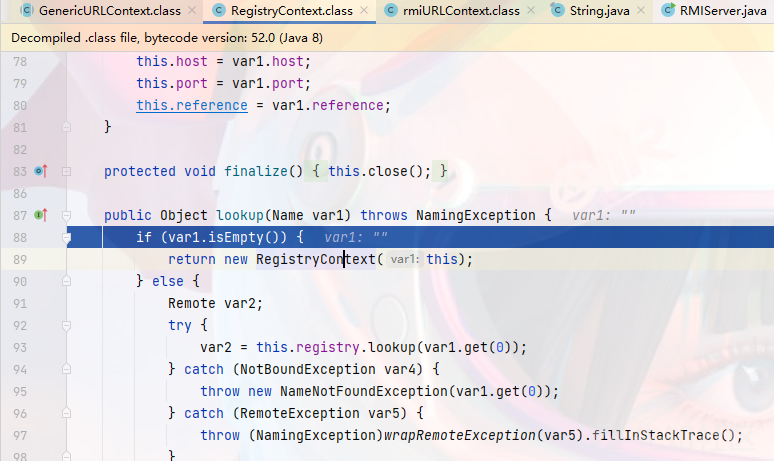 GenericURLContext.class × RegistryContext.class × rmiURLContext.class × String.java × RMIServer.java
Decompiled .class file, bytecode version: 52.0 (Java 8)
78 this.host = var1.host;
79 this.port = var1.port;
80 this.reference = var1.reference;
81 }
82
83 protected void finalize() { this.close(); }
86
87 public Object lookup(Name var1) throws NamingException { var1: ""
88 if (var1.isEmpty()) { var1: ""
89 return new RegistryContext( var1: this);
90 } else {
91 Remote var2;
92 try {
93 var2 = this.registry.lookup(var1.get(0));
94 } catch (NotBoundException var4) {
95 throw new NameNotFoundException(var1.get(0));
96 } catch (RemoteException var5) {
97 throw (NamingException)wrapRemoteException(var5).fillInStackTrace();
98 }